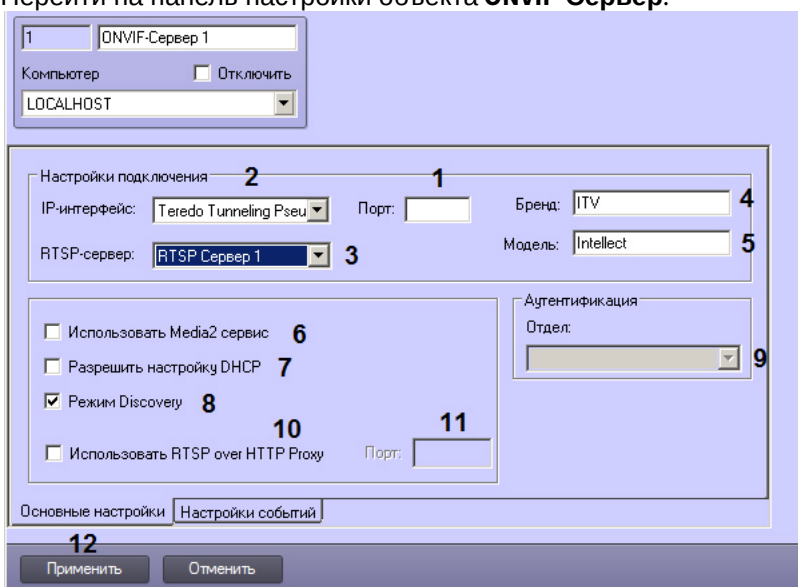 Перейти на панель настройки объекта ONVIF-Сервер.
1 ONVIF-Сервер 1
Компьютер Отключить
LOCALHOST
Настройки подключения 2 1
IP-интерфейс: Teredo Tunneling Pseu Порт: Бренд: ITV 4
RTSP-сервер: RTSP Сервер 1 3 Модель: Intellect 5
Аутентификация
Использовать Media2 сервис 6 Отдел:
Разрешить настройку DHCP 7 9
Режим Discovery 8
10 11
Использовать RTSP over HTTP Proxy Порт:
Основные настройки Настройки событий
12
Применить Отменить